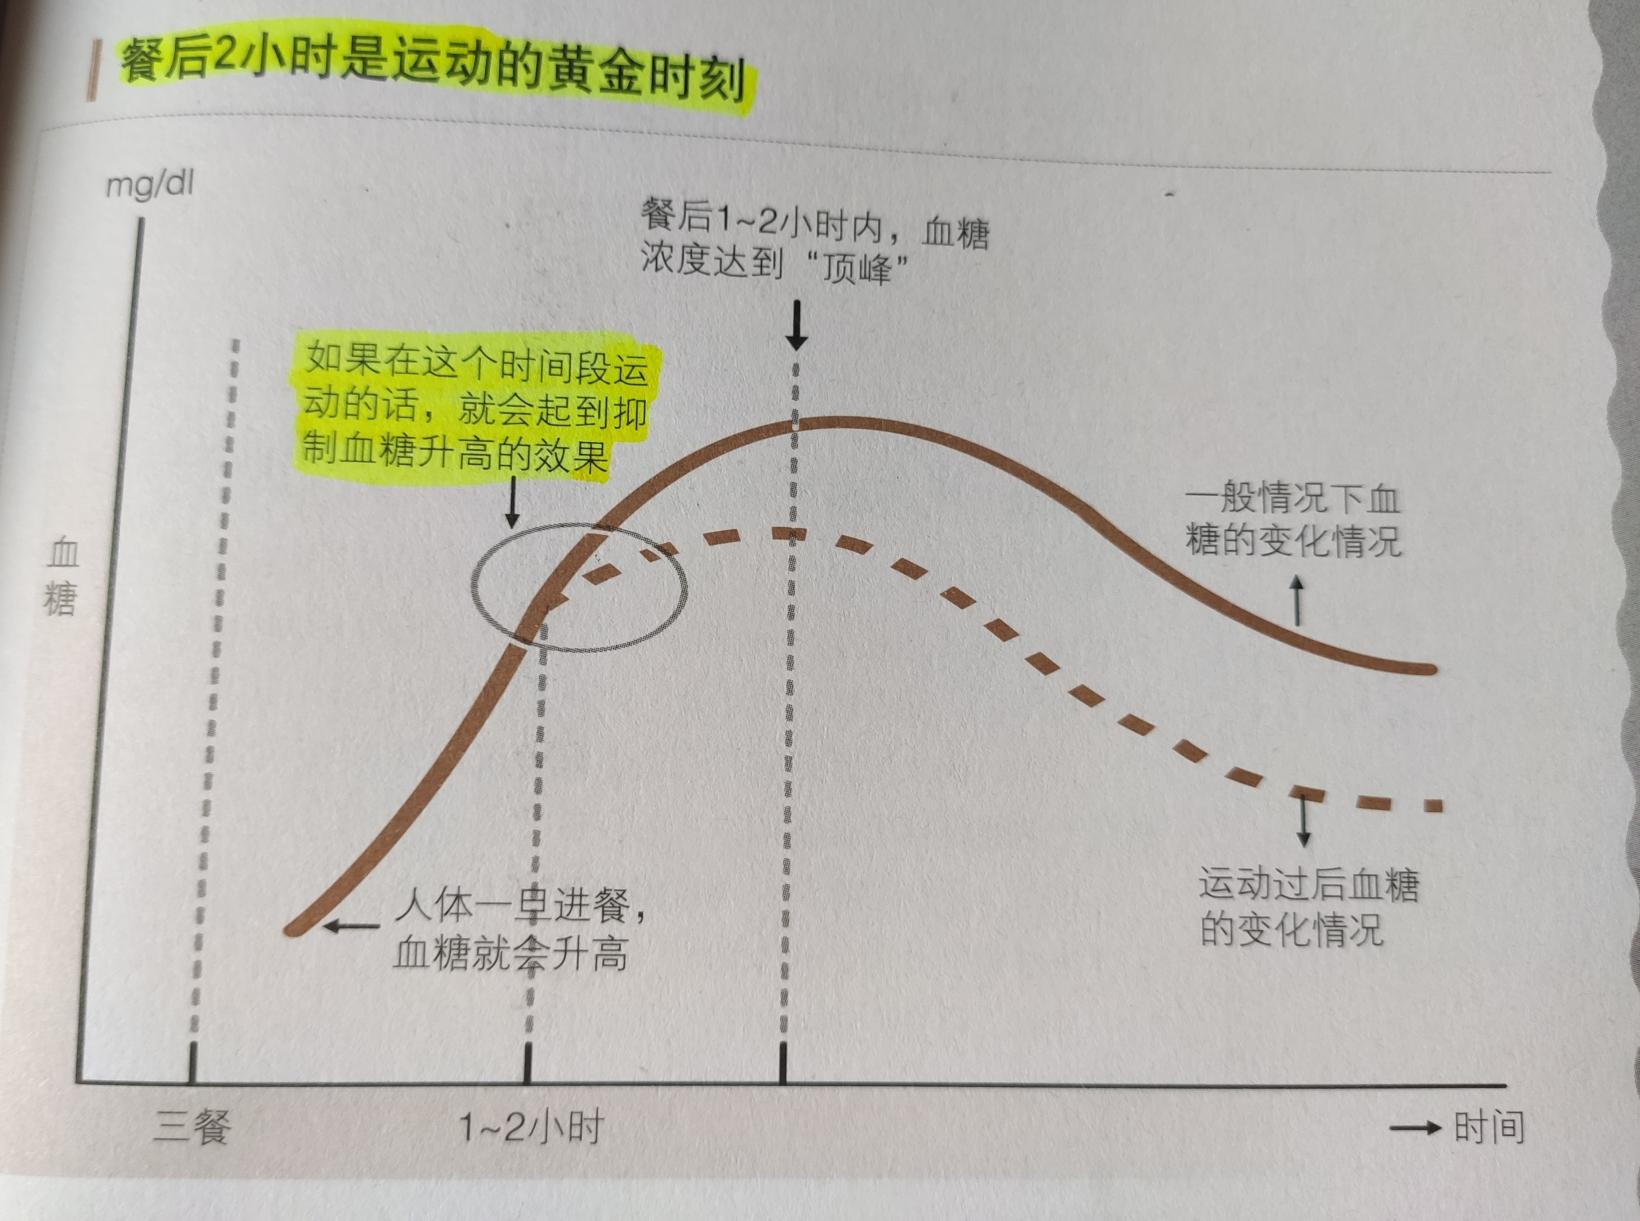 餐后2小时是运动的黄金时刻
mg/dl
餐后1~2小时内，血糖
浓度达到“顶峰”
如果在这个时间段运
动的话，就会起到抑
制血糖升高的效果
一般情况下血
糖的变化情况
血
糖
运动过后血糖
的变化情况
人体一旦进餐，
血糖就会升高
三餐
1~2小时
时间